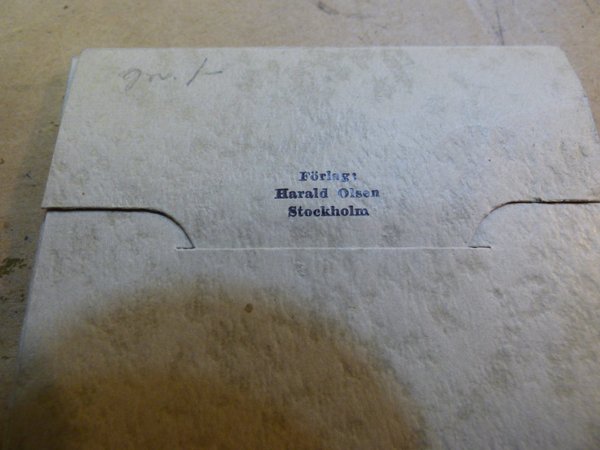 Förlag:
Harald Olsen
Stockholm